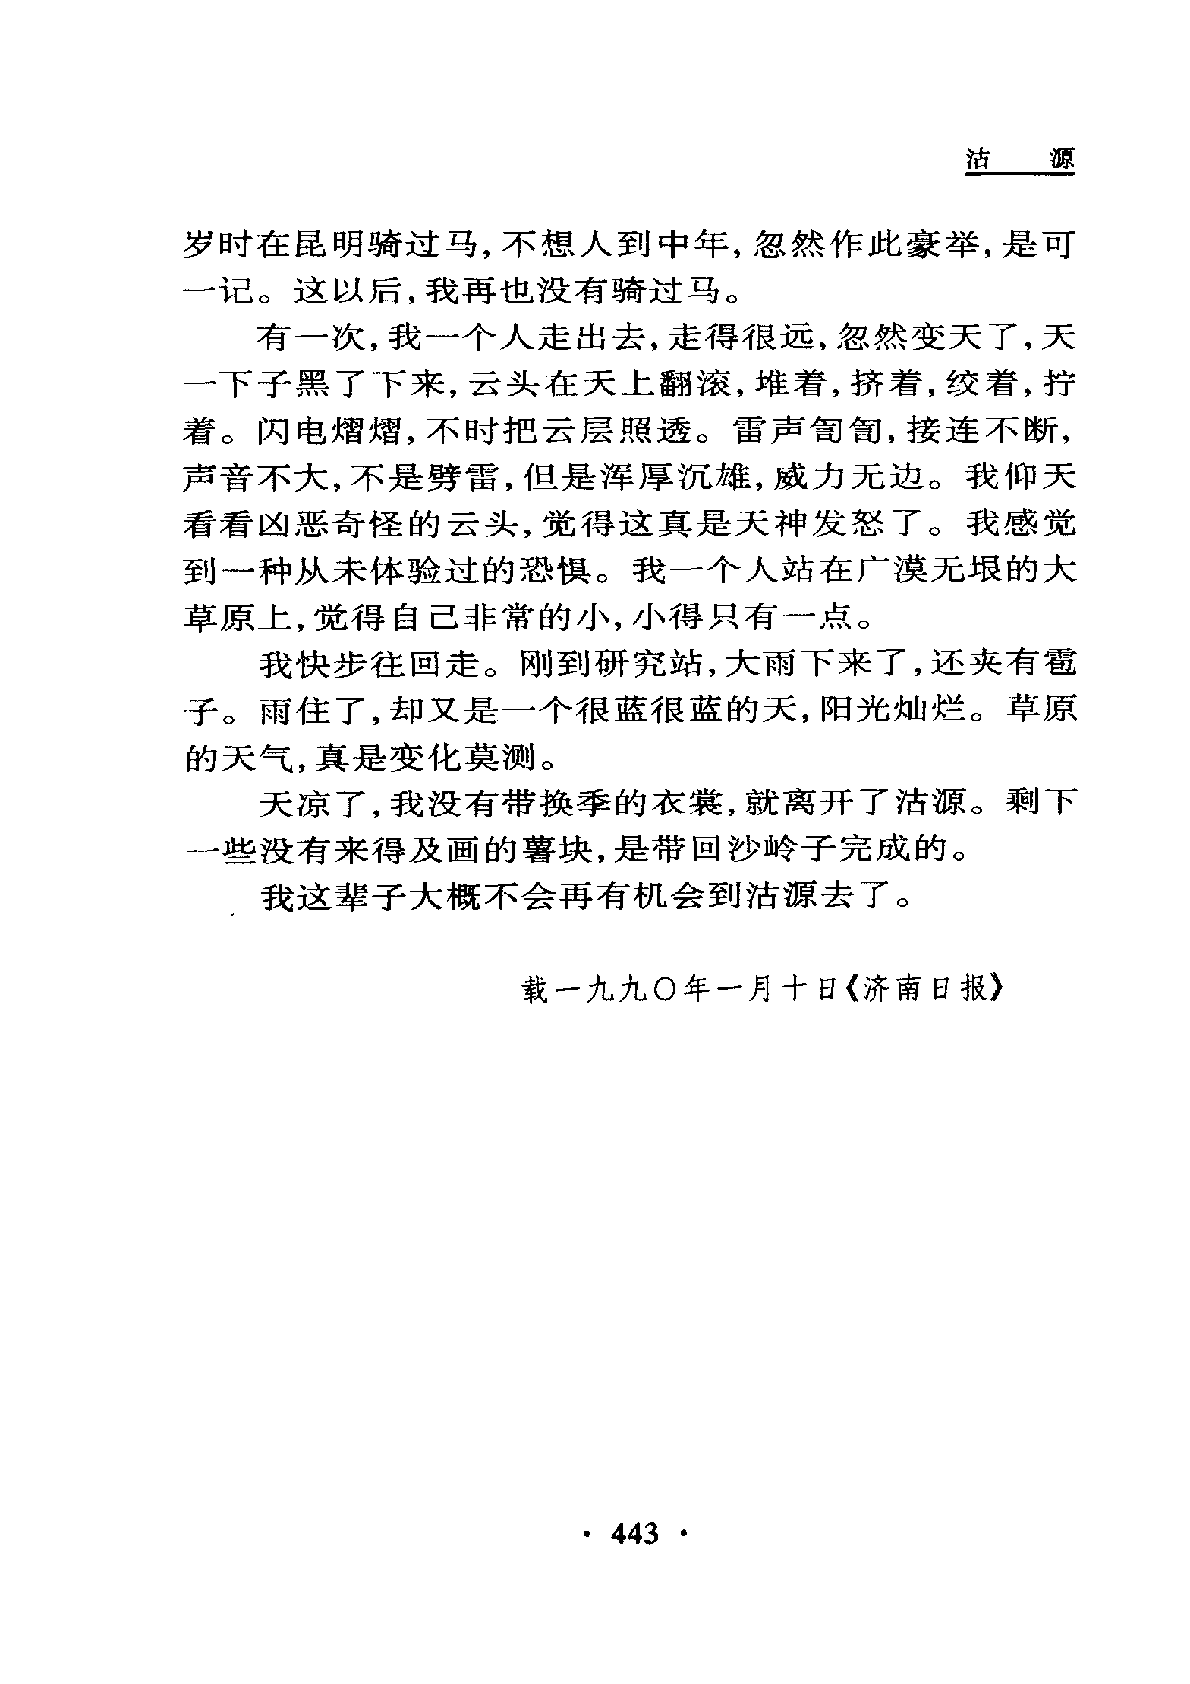 沽 源
岁时在昆明骑过马,不想人到中年,忽然作此豪举,是可
一记。这以后,我再也没有骑过马。
有一次,我一个人走出去,走得很远,忽然变天了,天
一下子黑了下来,云头在天上翻滚,堆着,挤着,绞着,拧
着。闪电熠熠,不时把云层照透。雷声訇訇,接连不断,
声音不大,不是劈雷,但是浑厚沉雄,威力无边。我仰天
看看凶恶奇怪的云头,觉得这真是天神发怒了。我感觉
到一种从未体验过的恐惧。我一个人站在广漠无垠的大
草原上,觉得自己非常的小,小得只有一点。
我快步往回走。刚到研究站,大雨下来了,还夹有雹
子。雨住了,却又是一个很蓝很蓝的天,阳光灿烂。草原
的天气,真是变化莫测。
天凉了,我没有带换季的衣裳,就离开了沽源。剩下
一些没有来得及画的薯块,是带回沙岭子完成的。
我这辈子大概不会再有机会到沽源去了。
载一九九〇年一月十日《济南日报》
· 443 ·